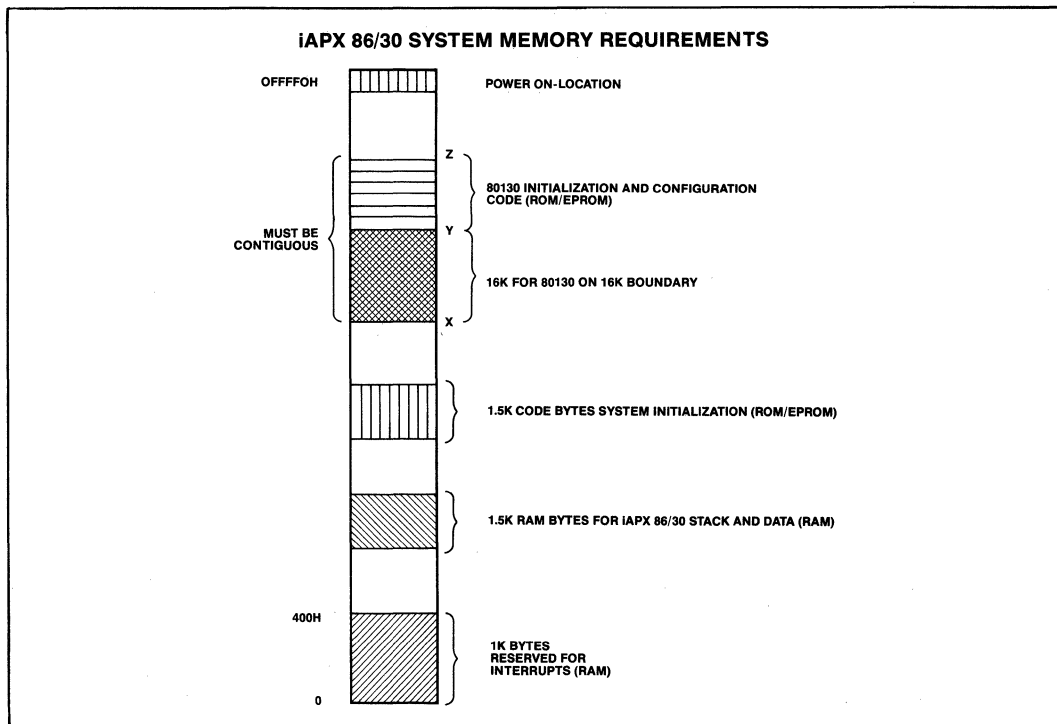 iAPX 86/30 SYSTEM MEMORY REQUIREMENTS
OFFFFOH
POWER ON-LOCATION
Z
80130 INITIALIZATION AND CONFIGURATION
CODE (ROM/EPROM)
MUST BE
CONTIGUOUS
Y
16K FOR 80130 ON 16K BOUNDARY
X
1.5K CODE BYTES SYSTEM INITIALIZATION (ROM/EPROM)
1.5K RAM BYTES FOR iAPX 86/30 STACK AND DATA (RAM)
400H
1K BYTES
RESERVED FOR
INTERRUPTS (RAM)
0